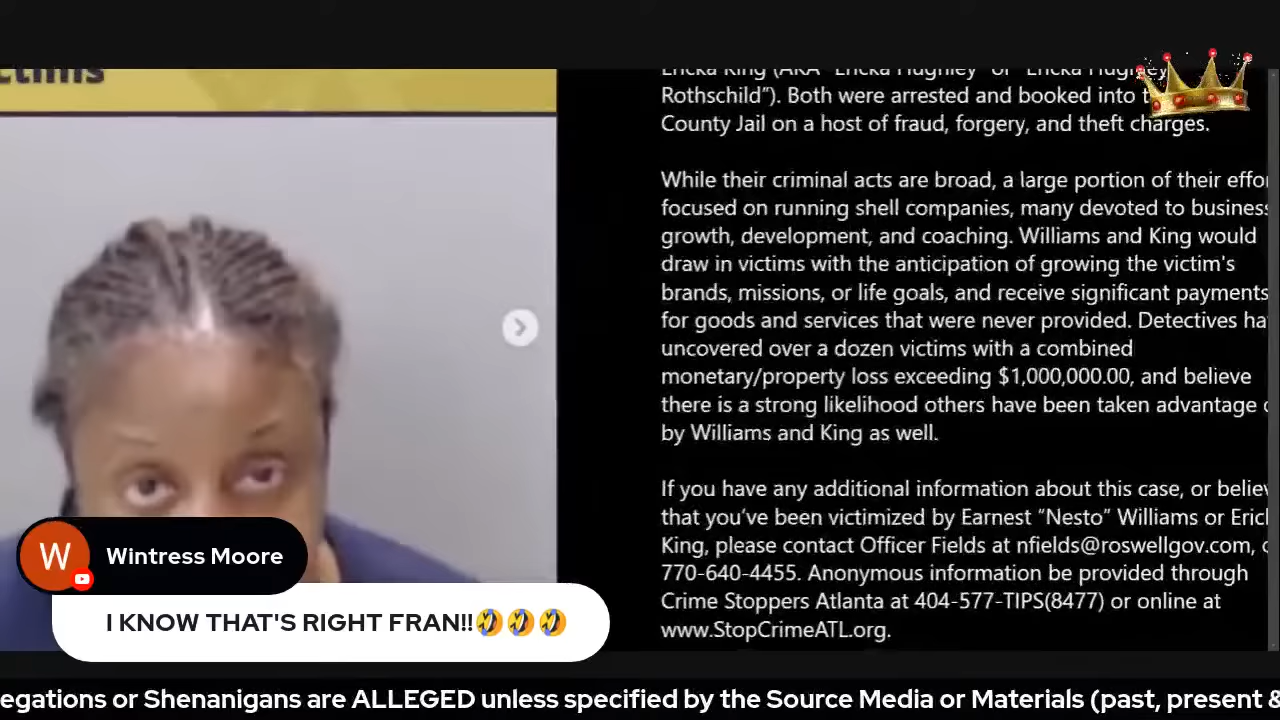 Rothschild”). Both were arrested and booked into
County Jail on a host of fraud, forgery, and theft charges.
While their criminal acts are broad, a large portion of their
focused on running shell companies, many devoted to business
growth, development, and coaching. Williams and King would
draw in victims with the anticipation of growing the victim's
brands, missions, or life goals, and receive significant payments
for goods and services that were never provided. Detectives
uncovered over a dozen victims with a combined
monetary/property loss exceeding $1,000,000.00, and believe
there is a strong likelihood others have been taken advantage
by Williams and King as well.
If you have any additional information about this case, or
that you’ve been victimized by Earnest “Nesto” Williams or
King, please contact Officer Fields at nfields@roswellgov.com,
770-640-4455. Anonymous information be provided through
Crime Stoppers Atlanta at 404-577-TIPS(8477) or online at
www.StopCrimeATL.org.
W
Wintress Moore
I KNOW THAT'S RIGHT FRAN!!🤣🤣🤣
egations or Shenanigans are ALLEGED unless specified by the Source Media or Materials (past, present &